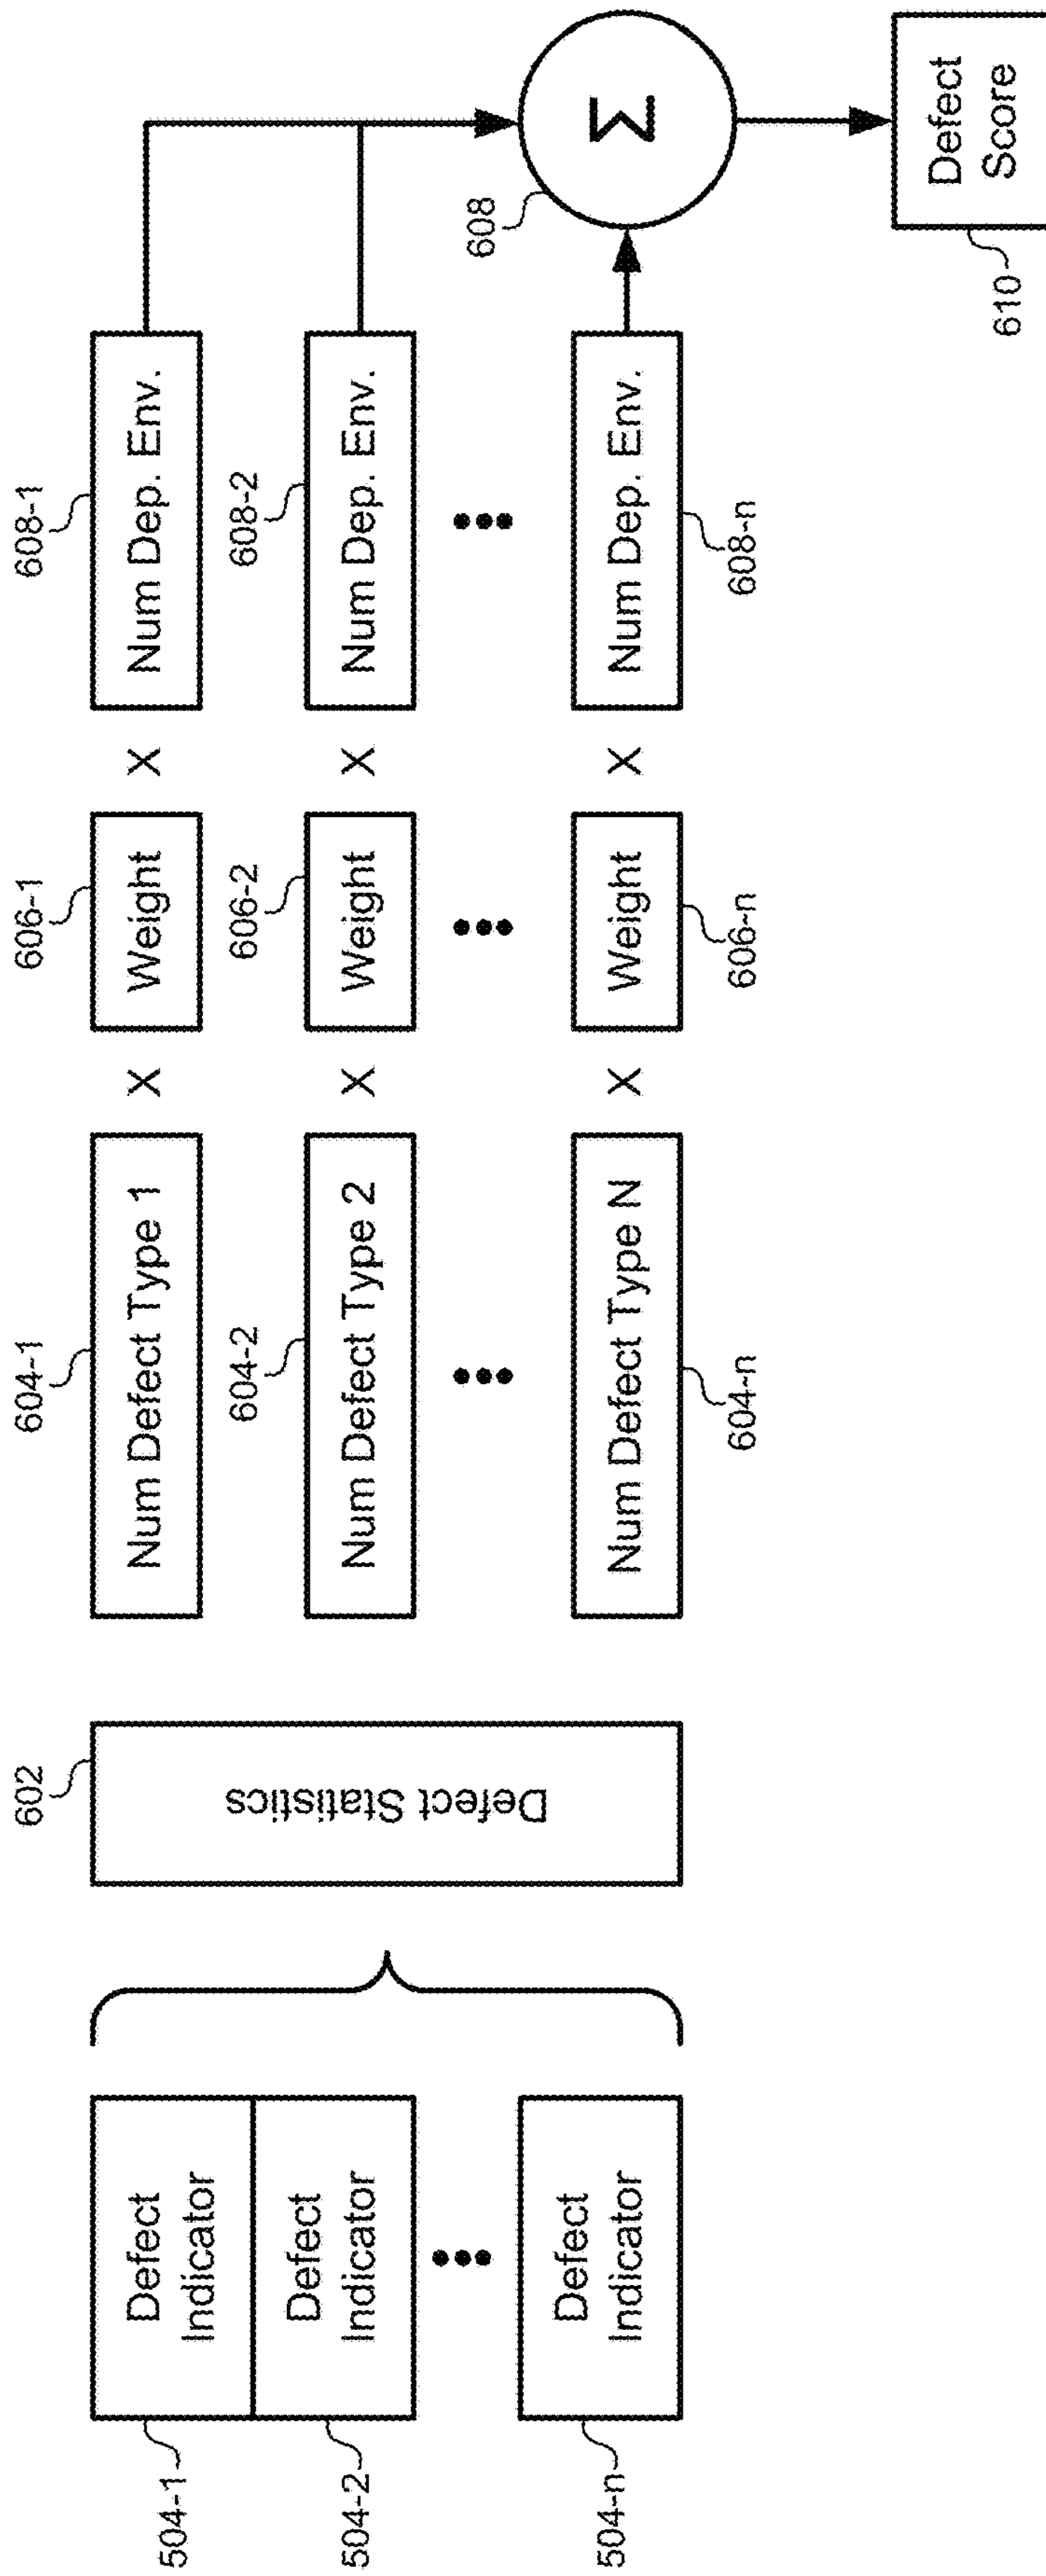 604-1
606-1
608-1
602
504-1
Defect
Indicator
Defect Statistics
Num Defect Type 1
X
Weight
X
Num Dep. Env.
604-2
606-2
608-2
504-2
Defect
Indicator
Num Defect Type 2
X
Weight
X
Num Dep. Env.
608
Σ
504-n
Defect
Indicator
Num Defect Type N
X
Weight
X
Num Dep. Env.
604-n
606-n
608-n
610
Defect
Score